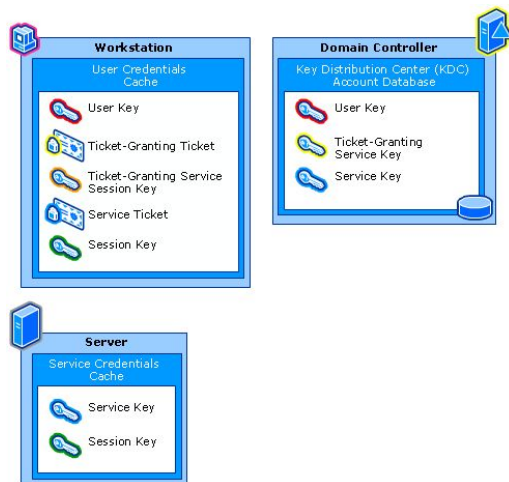 Workstation
User Credentials
Cache
User Key
Ticket-Granting Ticket
Ticket-Granting Service
Session Key
Service Ticket
Session Key
Domain Controller
Key Distribution Center (KDC)
Account Database
User Key
Ticket-Granting
Service Key
Service Key
Server
Service Credentials
Cache
Service Key
Session Key